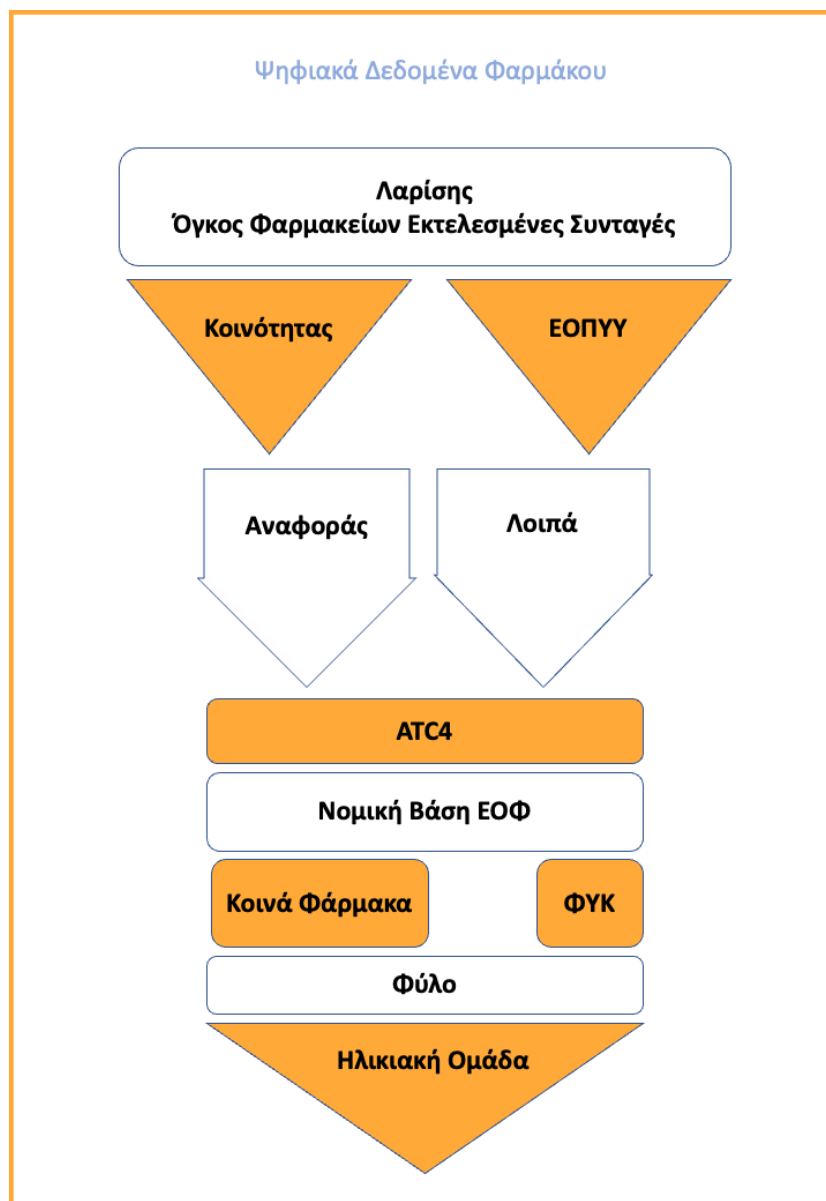 Ψηφιακά Δεδομένα Φαρμάκου
Λαρίσης
Όγκος Φαρμακείων Εκτελεσμένες Συνταγές
Κοινότητας
ΕΟΠΥΥ
Αναφοράς
Λοιπά
ATC4
Νομική Βάση ΕΟΦ
Κοινά Φάρμακα
ΦΥΚ
Φύλο
Ηλικιακή Ομάδα